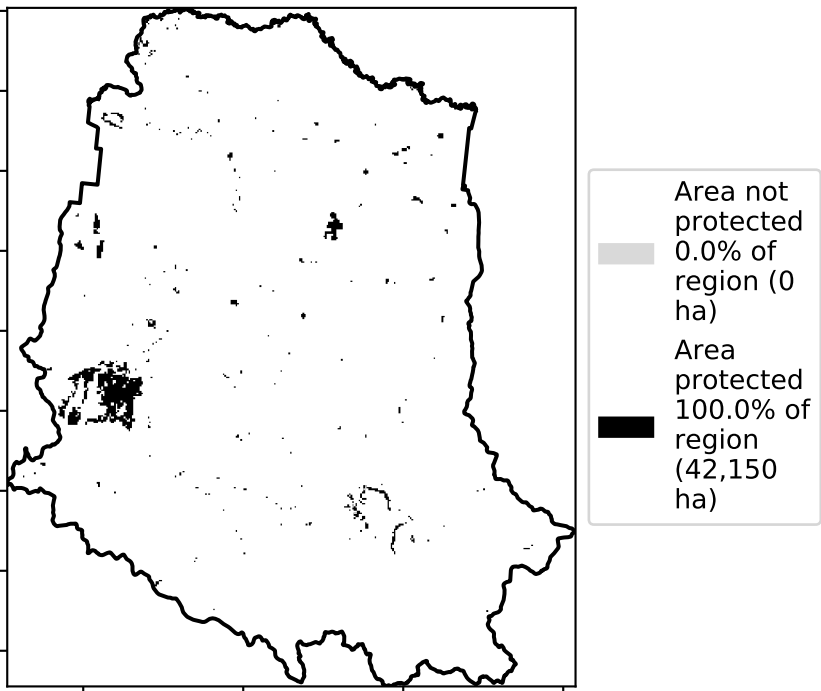 Area not
protected
0.0% of
region (0
ha)
Area
protected
100.0% of
region
(42,150
ha)